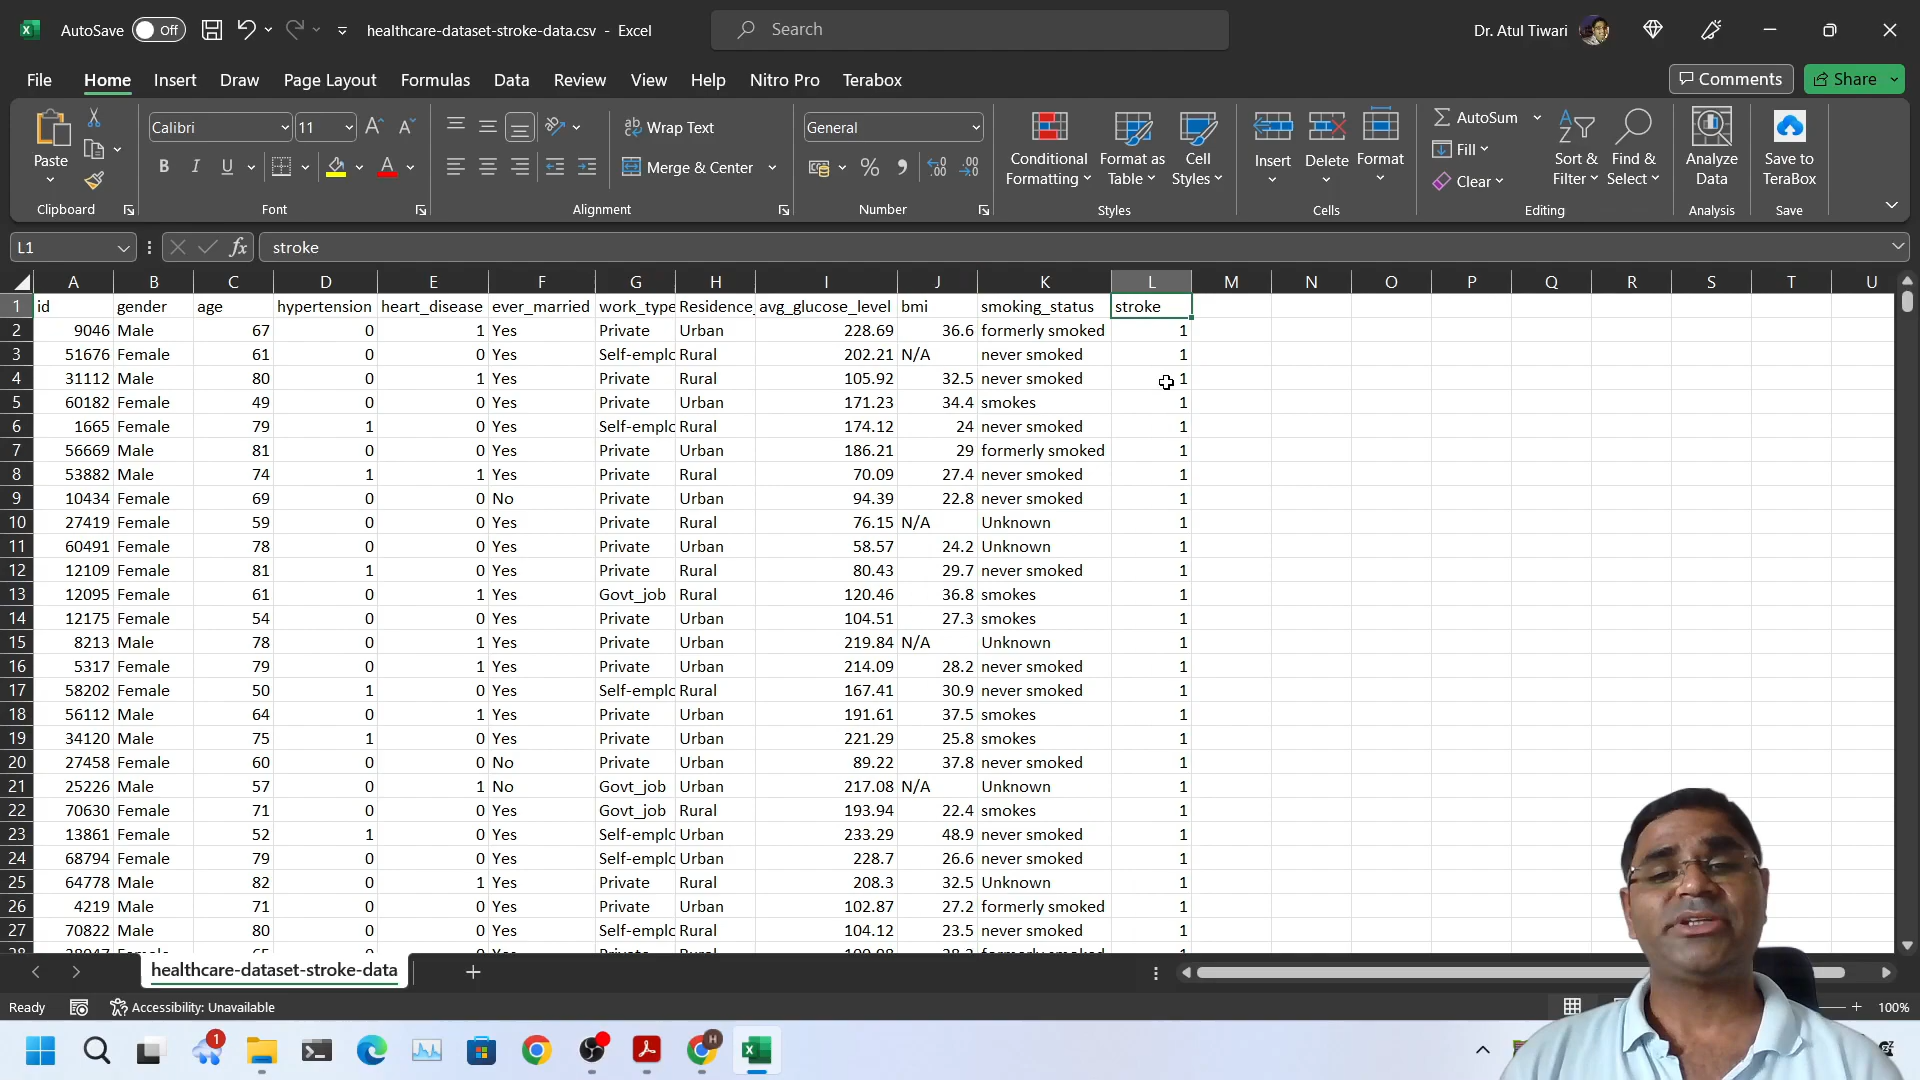 AutoSave Off healthcare-dataset-stroke-data.csv - Excel Search Dr. Atul Tiwari
File Home Insert Draw Page Layout Formulas Data Review View Help Nitro Pro Terabox Comments Share
Paste Calibri 11 Wrap Text General Conditional Formatting Format as Table Cell Styles Insert Delete Format AutoSum Fill Clear Sort & Filter Find & Select Analyze Data Save to TeraBox
B I U Merge & Center
Clipboard Font Alignment Number Styles Cells Editing Analysis Save
L1 fx stroke
A B C D E F G H I J K L M N O P Q R S T U
1 id gender age hypertension heart_disease ever_married work_type Residence_ avg_glucose_level bmi smoking_status stroke
2 9046 Male 67 0 1 Yes Private Urban 228.69 36.6 formerly smoked 1
3 51676 Female 61 0 0 Yes Self-emplo Rural 202.21 N/A never smoked 1
4 31112 Male 80 0 1 Yes Private Rural 105.92 32.5 never smoked 1
5 60182 Female 49 0 0 Yes Private Urban 171.23 34.4 smokes 1
6 1665 Female 79 1 0 Yes Self-emplo Rural 174.12 24 never smoked 1
7 56669 Male 81 0 0 Yes Private Urban 186.21 29 formerly smoked 1
8 53882 Male 74 1 1 Yes Private Rural 70.09 27.4 never smoked 1
9 10434 Female 69 0 0 No Private Urban 94.39 22.8 never smoked 1
10 27419 Female 59 0 0 Yes Private Rural 76.15 N/A Unknown 1
11 60491 Female 78 0 0 Yes Private Urban 58.57 24.2 Unknown 1
12 12109 Female 81 1 0 Yes Private Rural 80.43 29.7 never smoked 1
13 12095 Female 61 0 1 Yes Govt_job Rural 120.46 36.8 smokes 1
14 12175 Female 54 0 0 Yes Private Urban 104.51 27.3 smokes 1
15 8213 Male 78 0 1 Yes Private Urban 219.84 N/A Unknown 1
16 5317 Female 79 0 1 Yes Private Urban 214.09 28.2 never smoked 1
17 58202 Female 50 1 0 Yes Self-emplo Rural 167.41 30.9 never smoked 1
18 56112 Male 64 0 1 Yes Private Urban 191.61 37.5 smokes 1
19 34120 Male 75 1 0 Yes Private Urban 221.29 25.8 smokes 1
20 27458 Female 60 0 0 No Private Urban 89.22 37.8 never smoked 1
21 25226 Male 57 0 1 No Govt_job Urban 217.08 N/A Unknown 1
22 70630 Female 71 0 0 Yes Govt_job Rural 193.94 22.4 smokes 1
23 13861 Female 52 1 0 Yes Self-emplo Urban 233.29 48.9 never smoked 1
24 68794 Female 79 0 0 Yes Self-emplo Urban 228.7 26.6 never smoked 1
25 64778 Male 82 0 1 Yes Private Rural 208.3 32.5 Unknown 1
26 4219 Male 71 0 0 Yes Private Urban 102.87 27.2 formerly smoked 1
27 70822 Male 80 0 0 Yes Self-emplo Rural 104.12 23.5 never smoked 1
healthcare-dataset-stroke-data
Ready Accessibility: Unavailable 100%
1 H